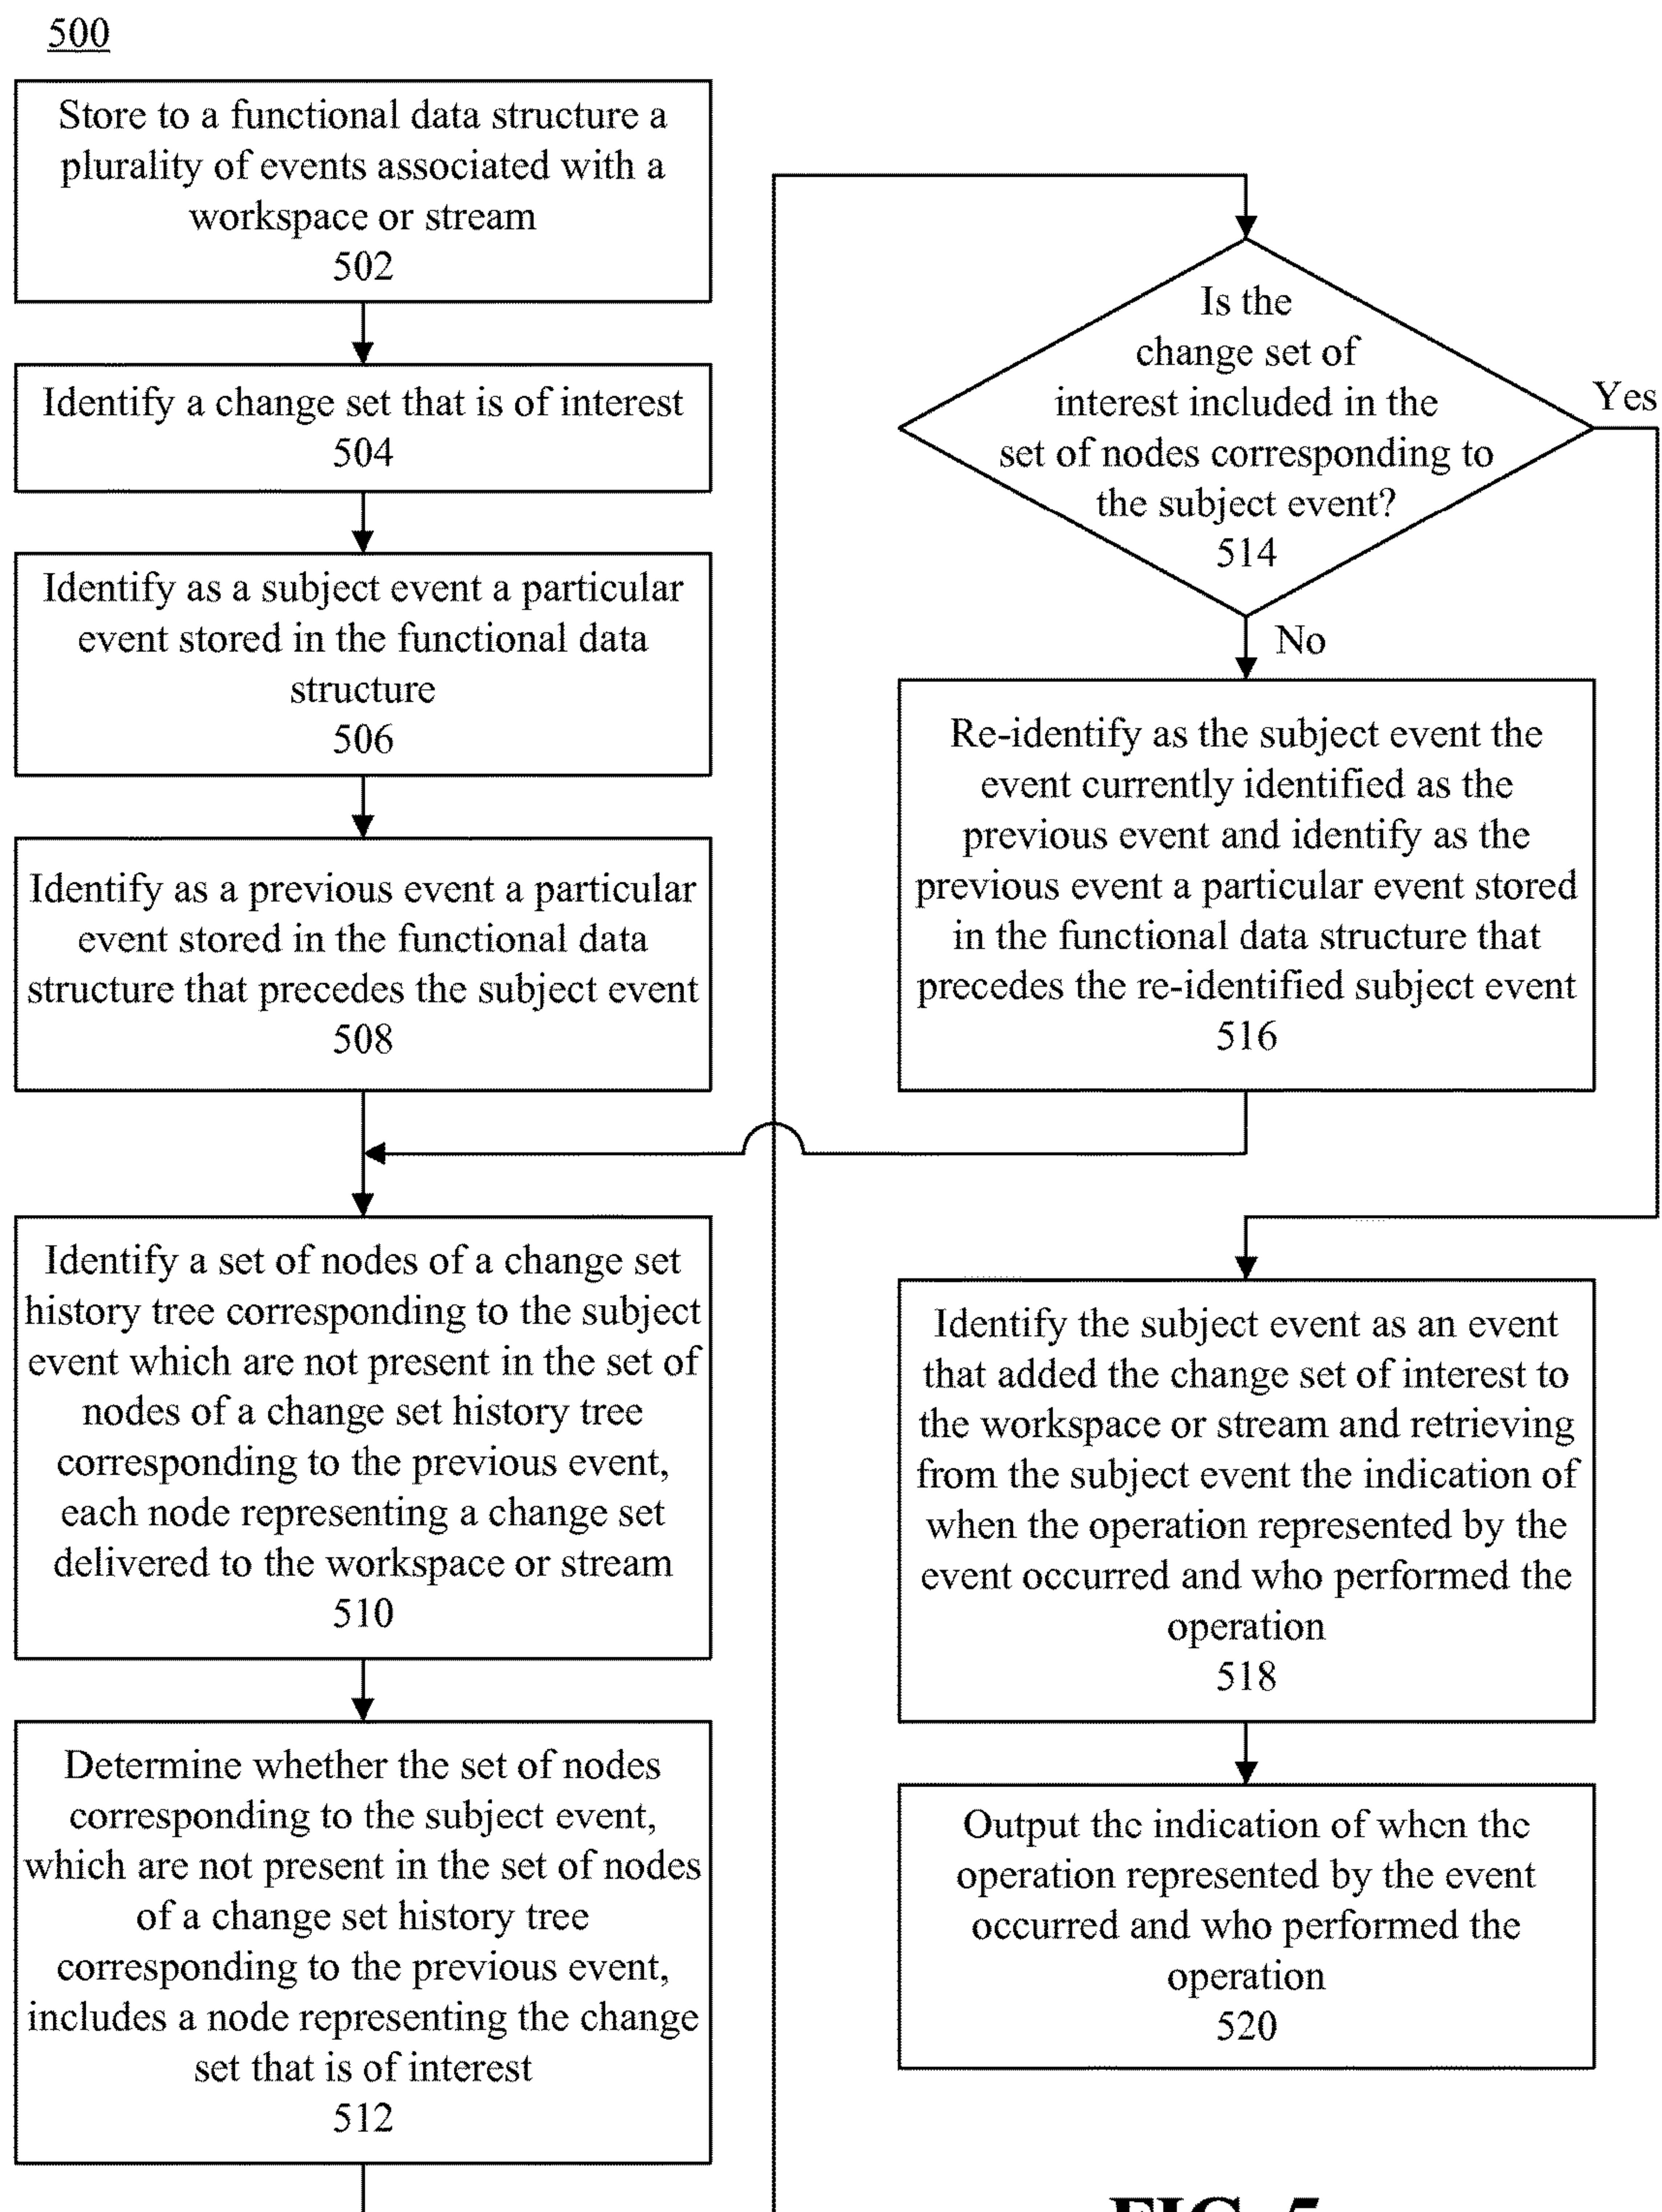 500
Store to a functional data structure a
plurality of events associated with a
workspace or stream
502
Identify a change set that is of interest
504
Identify as a subject event a particular
event stored in the functional data
structure
506
Identify as a previous event a particular
event stored in the functional data
structure that precedes the subject event
508
Identify a set of nodes of a change set
history tree corresponding to the subject
event which are not present in the set of
nodes of a change set history tree
corresponding to the previous event,
each node representing a change set
delivered to the workspace or stream
510
Determine whether the set of nodes
corresponding to the subject event,
which are not present in the set of nodes
of a change set history tree
corresponding to the previous event,
includes a node representing the change
set that is of interest
512
Is the
change set of
interest included in the
set of nodes corresponding to
the subject event?
514
Yes
No
Re-identify as the subject event the
event currently identified as the
previous event and identify as the
previous event a particular event stored
in the functional data structure that
precedes the re-identified subject event
516
Identify the subject event as an event
that added the change set of interest to
the workspace or stream and retrieving
from the subject event the indication of
when the operation represented by the
event occurred and who performed the
operation
518
Output the indication of when the
operation represented by the event
occurred and who performed the
operation
520
FIG. 5